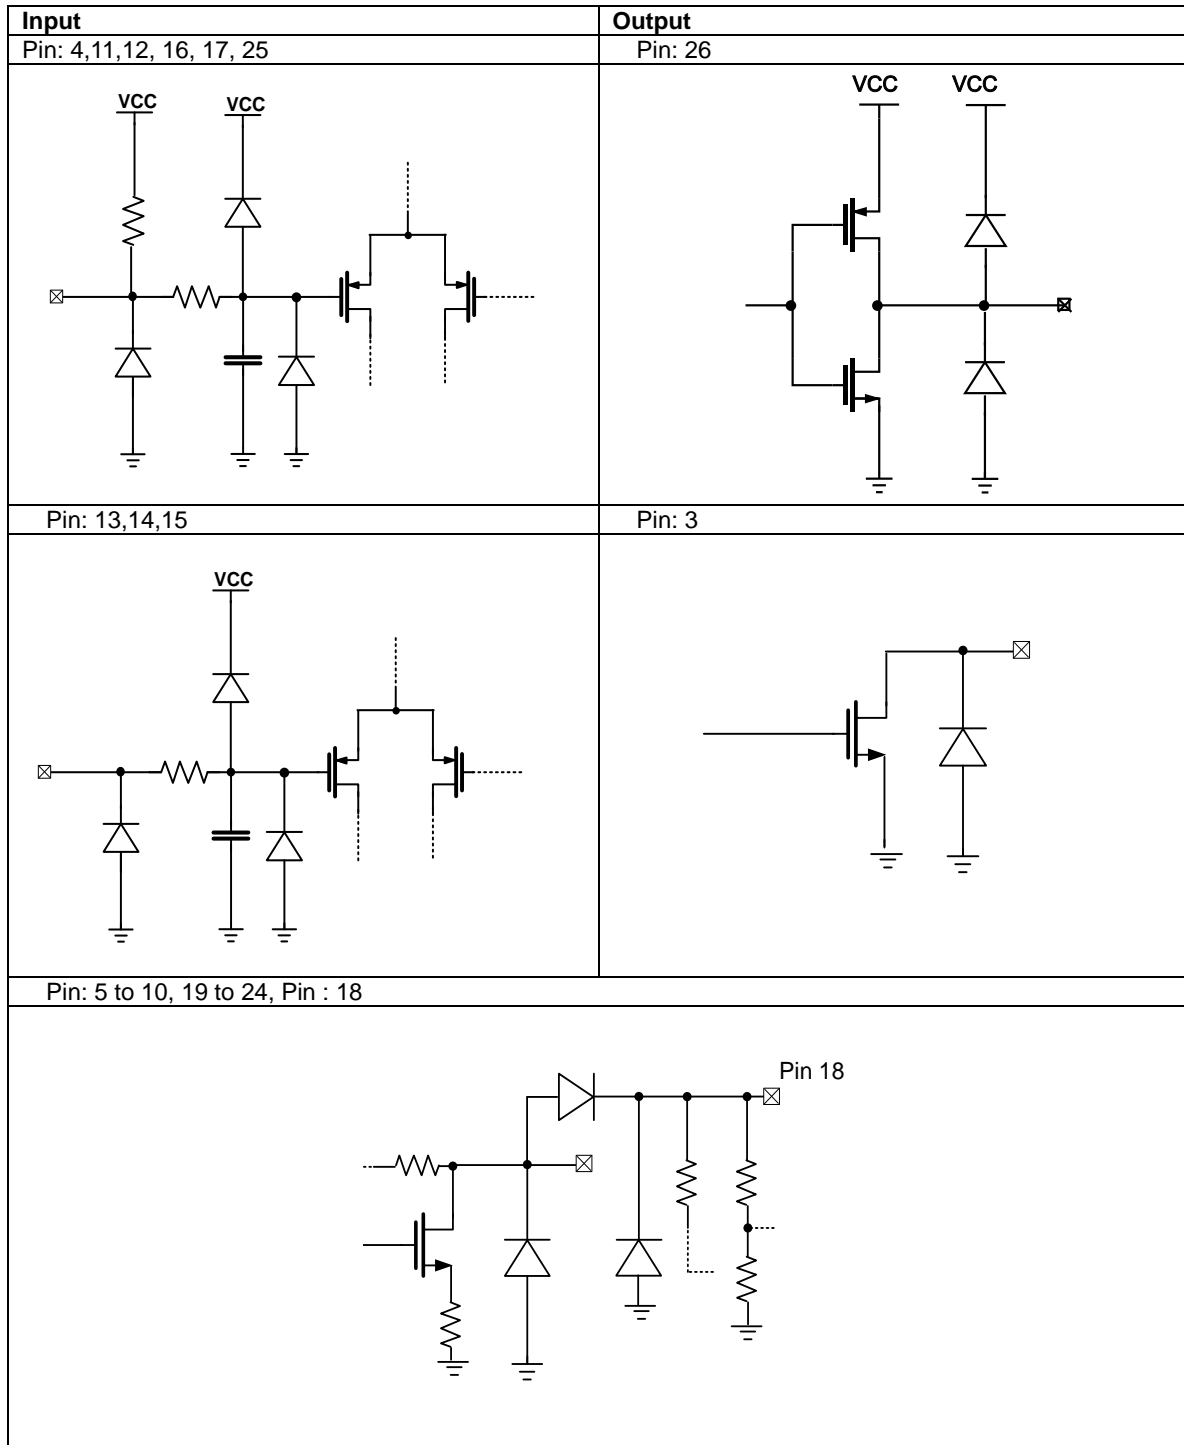 Input
Output
Pin: 4,11,12, 16, 17, 25
Pin: 26
VCC
VCC
VCC
VCC
Pin: 13,14,15
Pin: 3
VCC
Pin: 5 to 10, 19 to 24, Pin : 18
Pin 18